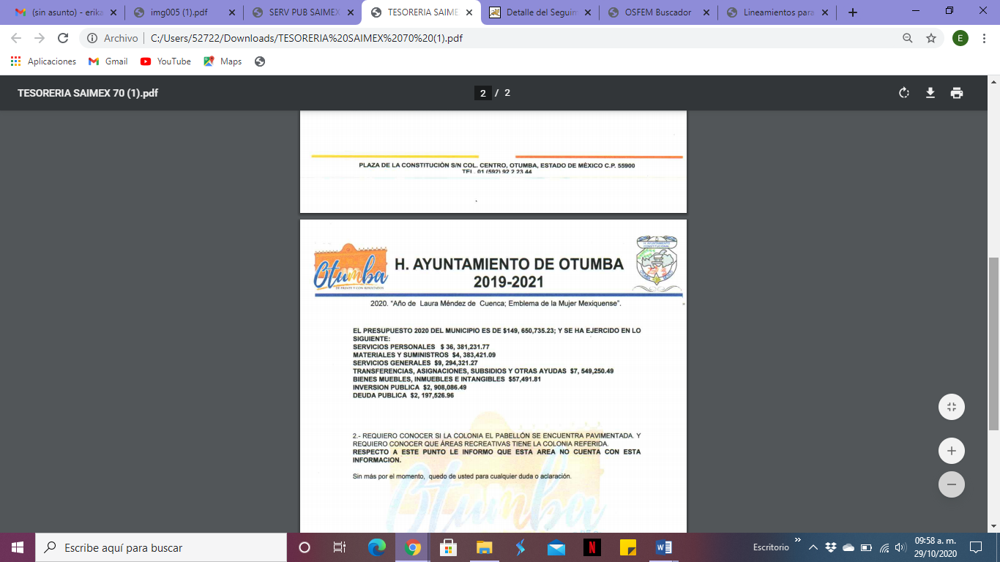 (sin asunto) - erika
img005 (1).pdf
SERV PUB SAIMEX
TESORERIA SAIME
Detalle del Seguim
OSFEM Buscador
Lineamientos para
Archivo
C:/Users/52722/Downloads/TESORERIA%20SAIMEX%2070%20(1).pdf
E
Aplicaciones
Gmail
YouTube
Maps
TESORERIA SAIMEX 70 (1).pdf
2 / 2
PLAZA DE LA CONSTITUCIÓN S/N COL. CENTRO, OTUMBA, ESTADO DE MÉXICO C.P. 55900
TEL. 01 (592) 92 2 23 44
Otumba
DE FRENTE Y CON RESULTADOS
H. AYUNTAMIENTO DE OTUMBA
2019-2021
H. AYUNTAMIENTO
CONSTITUCIONAL
2020. “Año de Laura Méndez de Cuenca; Emblema de la Mujer Mexiquense”.
EL PRESUPUESTO 2020 DEL MUNICIPIO ES DE $149, 650,735.23; Y SE HA EJERCIDO EN LO
SIGUIENTE:
SERVICIOS PERSONALES $ 36, 381,231.77
MATERIALES Y SUMINISTROS $4, 383,421.09
SERVICIOS GENERALES $9, 294,321.27
TRANSFERENCIAS, ASIGNACIONES, SUBSIDIOS Y OTRAS AYUDAS $7, 549,250.49
BIENES MUEBLES, INMUEBLES E INTANGIBLES $57,491.81
INVERSION PUBLICA $2, 908,086.49
DEUDA PUBLICA $2, 197,526.96
2.- REQUIERO CONOCER SI LA COLONIA EL PABELLÓN SE ENCUENTRA PAVIMENTADA. Y
REQUIERO CONOCER QUE ÁREAS RECREATIVAS TIENE LA COLONIA REFERIDA.
RESPECTO A ESTE PUNTO LE INFORMO QUE ESTA AREA NO CUENTA CON ESTA
INFORMACION.
Sin más por el momento, quedo de usted para cualquier duda o aclaración.
Otumba
Escribe aquí para buscar
Escritorio
09:58 a. m.
29/10/2020